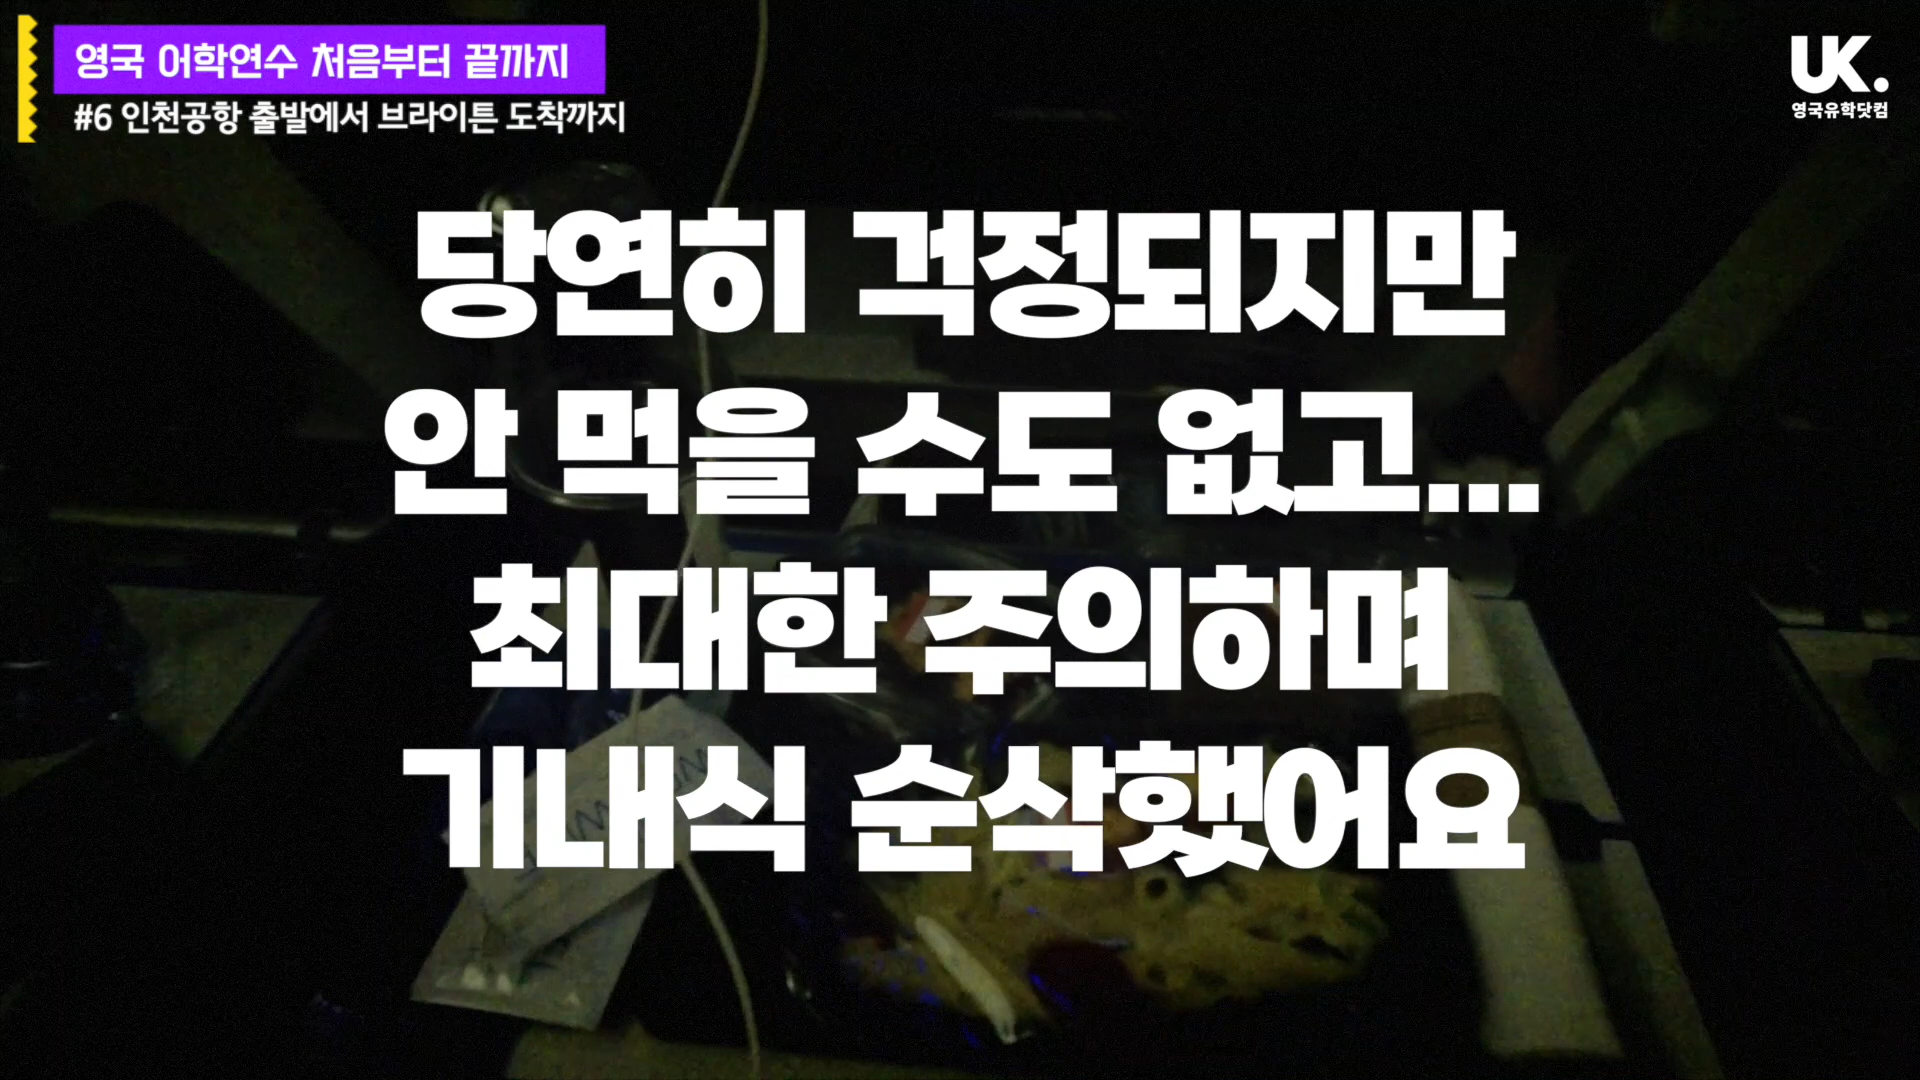 영국 어학연수 처음부터 끝까지
#6 인천공항 출발에서 브라이튼 도착까지
UK.
영국유학닷컴
당연히 걱정되지만
안 먹을 수도 없고...
최대한 주의하며
기내식 순삭했어요